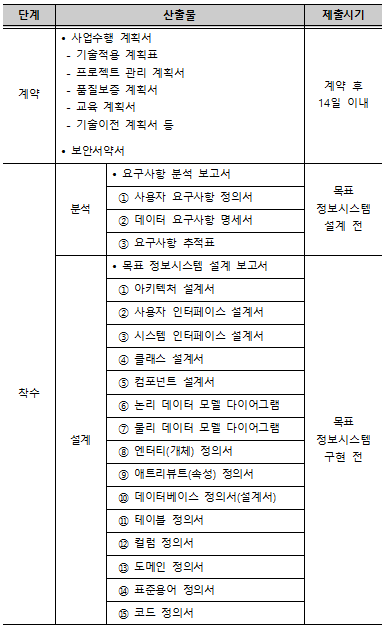 단계 산출물 제출시기
계약
• 사업수행 계획서
- 기술적용 계획표
- 프로젝트 관리 계획서
- 품질보증 계획서
- 교육 계획서
- 기술이전 계획서 등
• 보안서약서
계약 후
14일 이내
착수
분석
• 요구사항 분석 보고서
① 사용자 요구사항 정의서
② 데이터 요구사항 명세서
③ 요구사항 추적표
목표
정보시스템
설계 전
설계
• 목표 정보시스템 설계 보고서
① 아키텍처 설계서
② 사용자 인터페이스 설계서
③ 시스템 인터페이스 설계서
④ 클래스 설계서
⑤ 컴포넌트 설계서
⑥ 논리 데이터 모델 다이어그램
⑦ 물리 데이터 모델 다이어그램
⑧ 엔터티(개체) 정의서
⑨ 애트리뷰트(속성) 정의서
⑩ 데이터베이스 정의서(설계서)
⑪ 테이블 정의서
⑫ 컬럼 정의서
⑬ 도메인 정의서
⑭ 표준용어 정의서
⑮ 코드 정의서
목표
정보시스템
구현 전